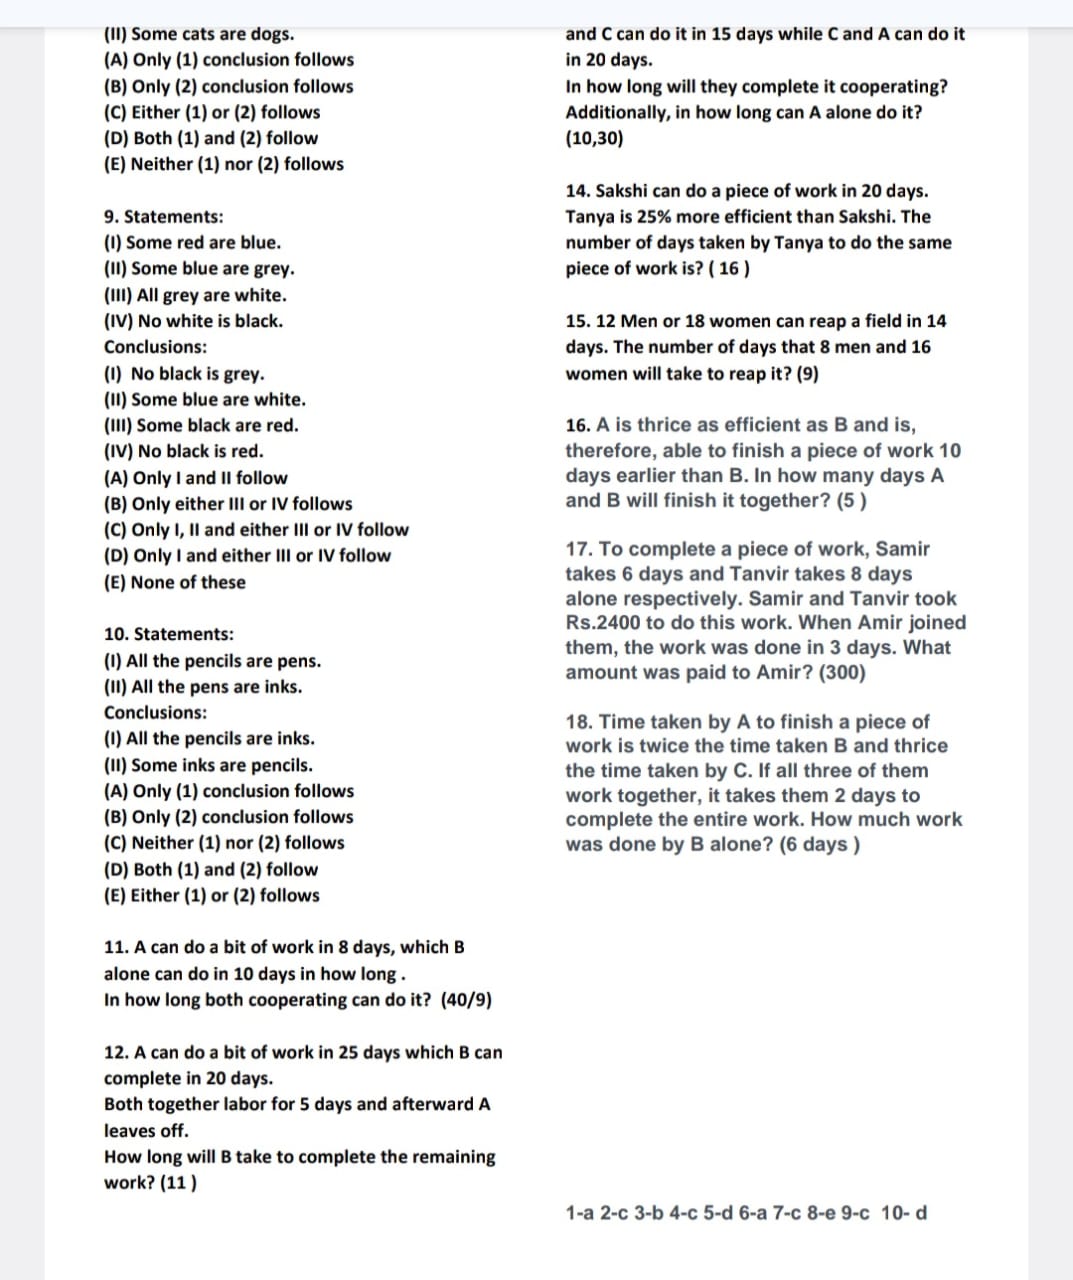 (II) Some cats are dogs.
(A) Only (1) conclusion follows
(B) Only (2) conclusion follows
(C) Either (1) or (2) follows
(D) Both (1) and (2) follow
(E) Neither (1) nor (2) follows
9. Statements:
(I) Some red are blue.
(II) Some blue are grey.
(III) All grey are white.
(IV) No white is black.
Conclusions:
(I) No black is grey.
(II) Some blue are white.
(III) Some black are red.
(IV) No black is red.
(A) Only I and II follow
(B) Only either III or IV follows
(C) Only I, II and either III or IV follow
(D) Only I and either III or IV follow
(E) None of these
10. Statements:
(I) All the pencils are pens.
(II) All the pens are inks.
Conclusions:
(I) All the pencils are inks.
(II) Some inks are pencils.
(A) Only (1) conclusion follows
(B) Only (2) conclusion follows
(C) Neither (1) nor (2) follows
(D) Both (1) and (2) follow
(E) Either (1) or (2) follows
11. A can do a bit of work in 8 days, which B
alone can do in 10 days in how long .
In how long both cooperating can do it? (40/9)
12. A can do a bit of work in 25 days which B can
complete in 20 days.
Both together labor for 5 days and afterward A
leaves off.
How long will B take to complete the remaining
work? (11 )
and C can do it in 15 days while C and A can do it
in 20 days.
In how long will they complete it cooperating?
Additionally, in how long can A alone do it?
(10,30)
14. Sakshi can do a piece of work in 20 days.
Tanya is 25% more efficient than Sakshi. The
number of days taken by Tanya to do the same
piece of work is? ( 16 )
15. 12 Men or 18 women can reap a field in 14
days. The number of days that 8 men and 16
women will take to reap it? (9)
16. A is thrice as efficient as B and is,
therefore, able to finish a piece of work 10
days earlier than B. In how many days A
and B will finish it together? (5 )
17. To complete a piece of work, Samir
takes 6 days and Tanvir takes 8 days
alone respectively. Samir and Tanvir took
Rs.2400 to do this work. When Amir joined
them, the work was done in 3 days. What
amount was paid to Amir? (300)
18. Time taken by A to finish a piece of
work is twice the time taken B and thrice
the time taken by C. If all three of them
work together, it takes them 2 days to
complete the entire work. How much work
was done by B alone? (6 days )
1-a 2-c 3-b 4-c 5-d 6-a 7-c 8-e 9-c 10- d